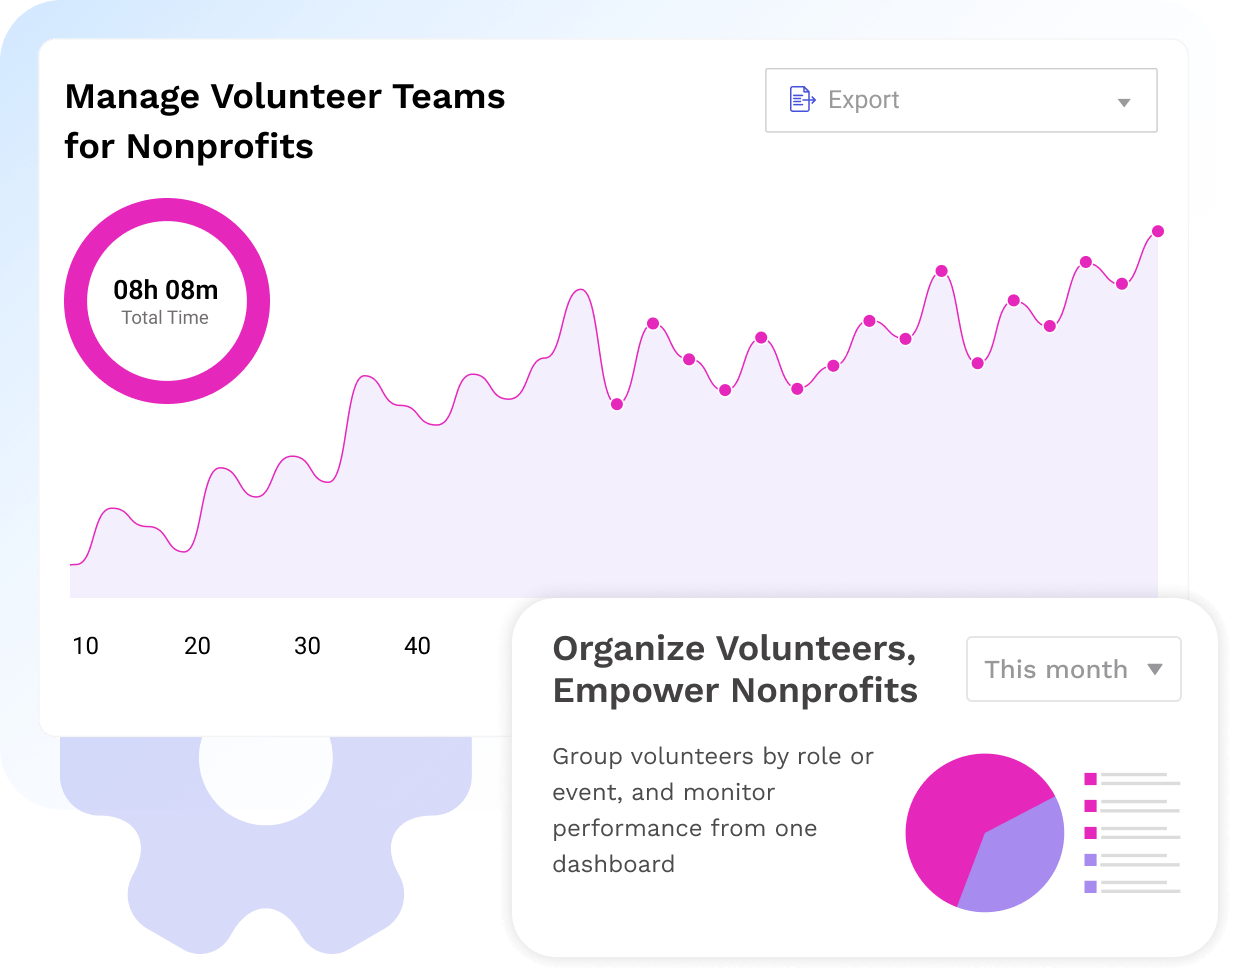 Manage Volunteer Teams
for Nonprofits
Export
08h 08m
Total Time
10 20 30 40
Organize Volunteers,
Empower Nonprofits
This month
Group volunteers by role or
event, and monitor
performance from one
dashboard